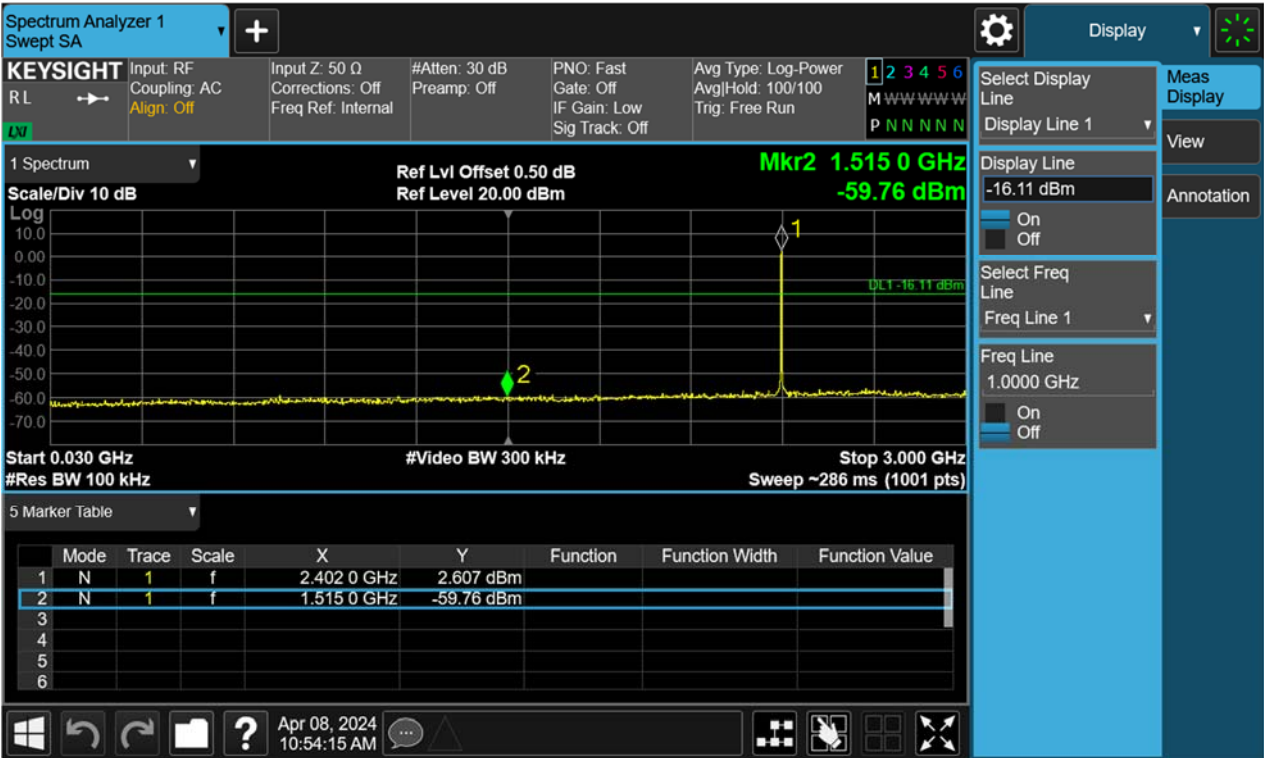 Spectrum Analyzer 1
Swept SA
+
Display
KEYSIGHT
R L
LXI
Input: RF
Coupling: AC
Align: Off
Input Z: 50 Ω
Corrections: Off
Freq Ref: Internal
#Atten: 30 dB
Preamp: Off
PNO: Fast
Gate: Off
IF Gain: Low
Sig Track: Off
Avg Type: Log-Power
Avg|Hold: 100/100
Trig: Free Run
1 2 3 4 5 6
M W W W W W W
P N N N N N
1 Spectrum
Scale/Div 10 dB
Ref Lvl Offset 0.50 dB
Ref Level 20.00 dBm
Mkr2 1.515 0 GHz
-59.76 dBm
Log
10.0
0.00
-10.0
-20.0
-30.0
-40.0
-50.0
-60.0
-70.0
1
DL1 -16.11 dBm
2
Start 0.030 GHz
#Video BW 300 kHz
Stop 3.000 GHz
#Res BW 100 kHz
Sweep ~286 ms (1001 pts)
5 Marker Table
Mode Trace Scale X Y Function Function Width Function Value
1 N 1 f 2.402 0 GHz 2.607 dBm
2 N 1 f 1.515 0 GHz -59.76 dBm
3
4
5
6
?
Apr 08, 2024
10:54:15 AM
Select Display
Line
Display Line 1
Display Line
-16.11 dBm
On
Off
Select Freq
Line
Freq Line 1
Freq Line
1.0000 GHz
On
Off
Meas
Display
View
Annotation